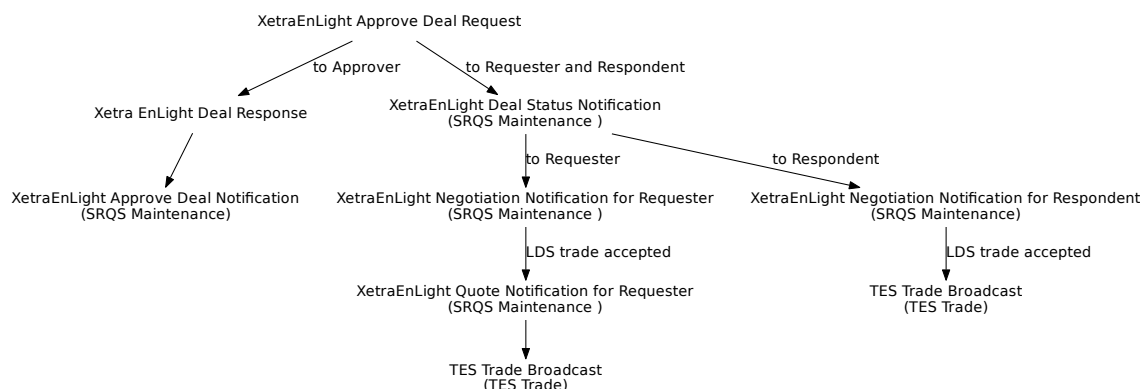 XetraEnLight Approve Deal Request
to Approver
to Requester and Respondent
Xetra EnLight Deal Response
XetraEnLight Deal Status Notification
(SRQS Maintenance )
to Requester
to Respondent
XetraEnLight Approve Deal Notification
(SRQS Maintenance)
XetraEnLight Negotiation Notification for Requester
(SRQS Maintenance )
XetraEnLight Negotiation Notification for Respondent
(SRQS Maintenance)
LDS trade accepted
LDS trade accepted
XetraEnLight Quote Notification for Requester
(SRQS Maintenance )
TES Trade Broadcast
(TES Trade)
TES Trade Broadcast
(TES Trade)